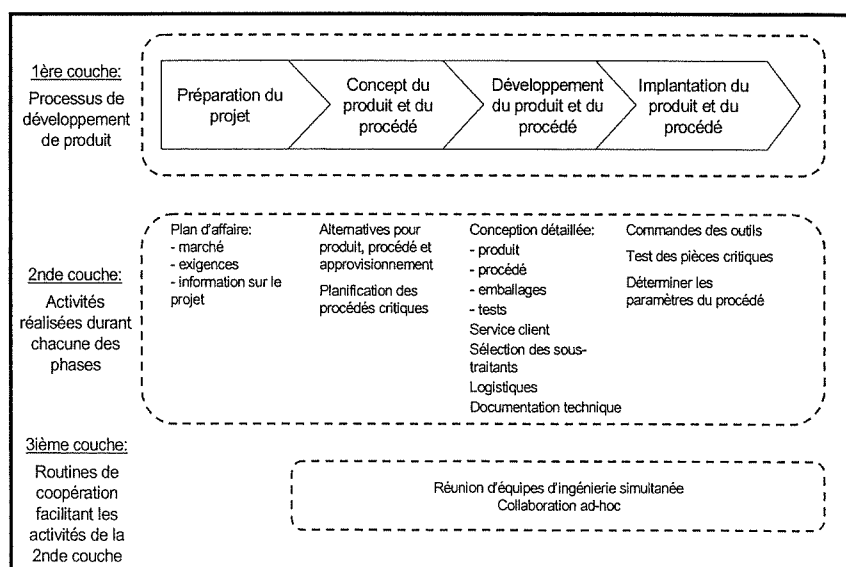 1ère couche:
Processus de
développement
de produit
Préparation du
projet
Concept du
produit et du
procédé
Développement
du produit et du
procédé
Implantation du
produit et du
procédé
2nde couche:
Activités
réalisées durant
chacune des
phases
Plan d'affaire:
- marché
- exigences
- information sur le
projet
Alternatives pour
produit, procédé et
approvisionnement
Planification des
procédés critiques
Conception détaillée:
- produit
- procédé
- emballages
- tests
Service client
Sélection des sous-
traitants
Logistiques
Documentation technique
Commandes des outils
Test des pièces critiques
Déterminer les
paramètres du procédé
3ième couche:
Routines de
coopération
facilitant les
activités de la
2nde couche
Réunion d'équipes d'ingénierie simultanée
Collaboration ad-hoc